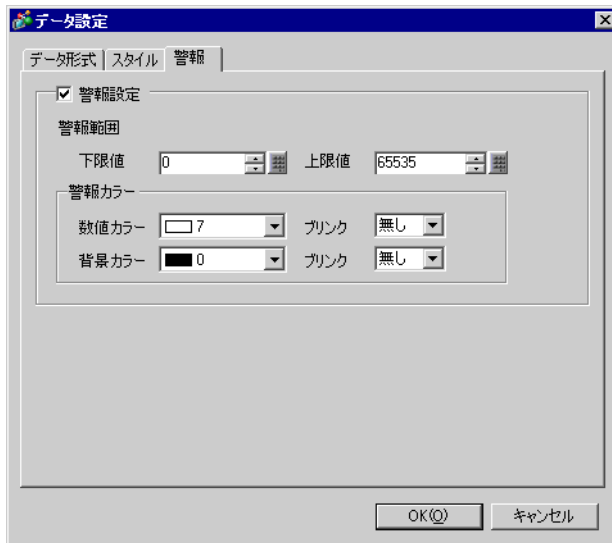 データ設定
データ形式 スタイル 警報
警報設定
警報範囲
下限値 0 上限値 65535
警報カラー
数値カラー 7 ブリンク 無し
背景カラー 0 ブリンク 無し
OK(O) キャンセル